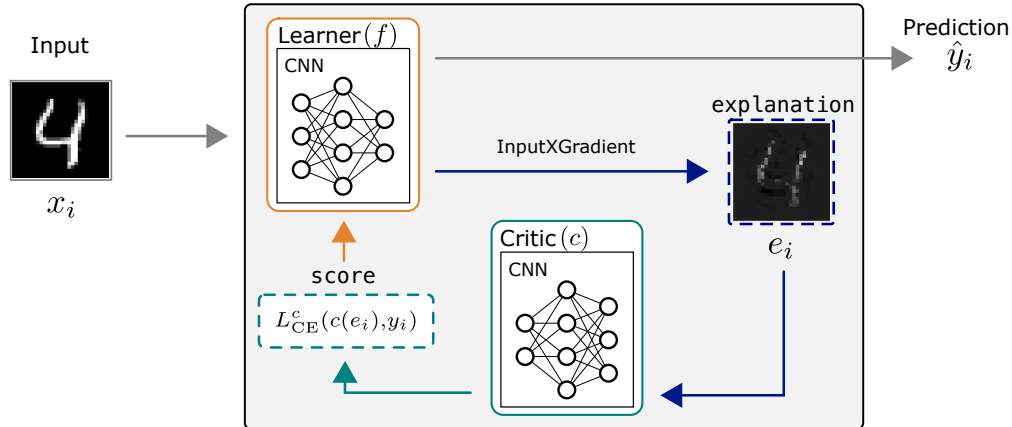 Input
x_i
Learner(f)
CNN
Prediction
ŷ_i
InputXGradient
explanation
e_i
Critic(c)
CNN
score
L^c_CE(c(e_i),y_i)